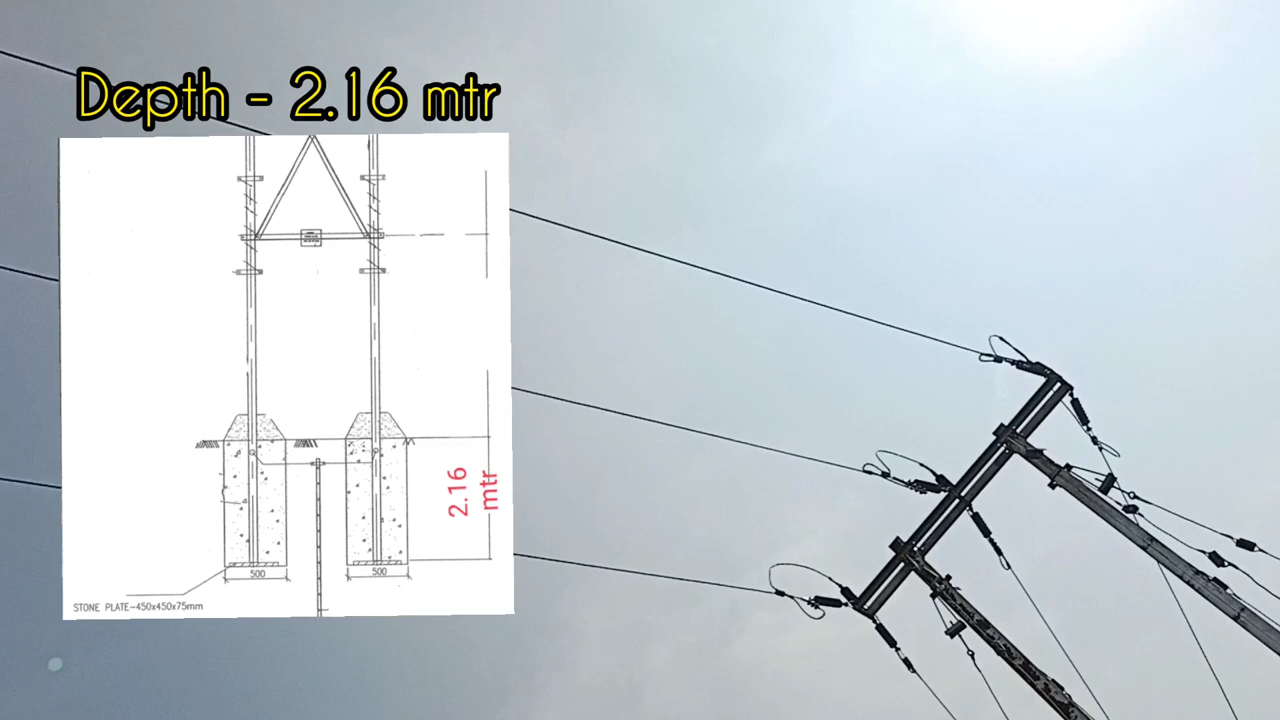 Depth - 2.16 mtr
2.16
mtr
500
500
STONE PLATE-450x450x75mm